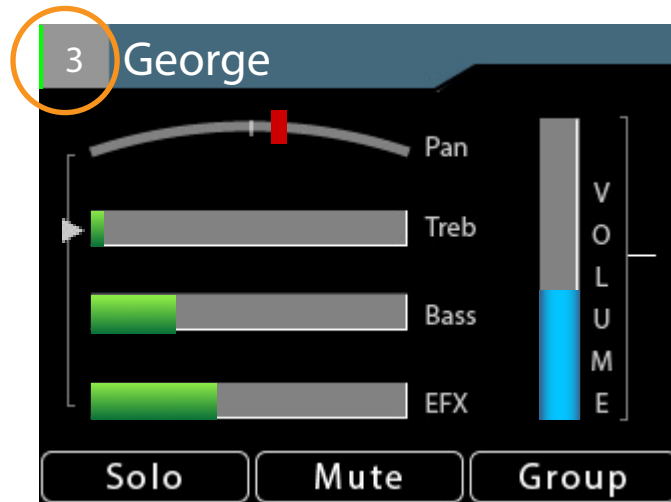 3 George
Pan
Treb
Bass
EFX
VOLUME
Solo Mute Group